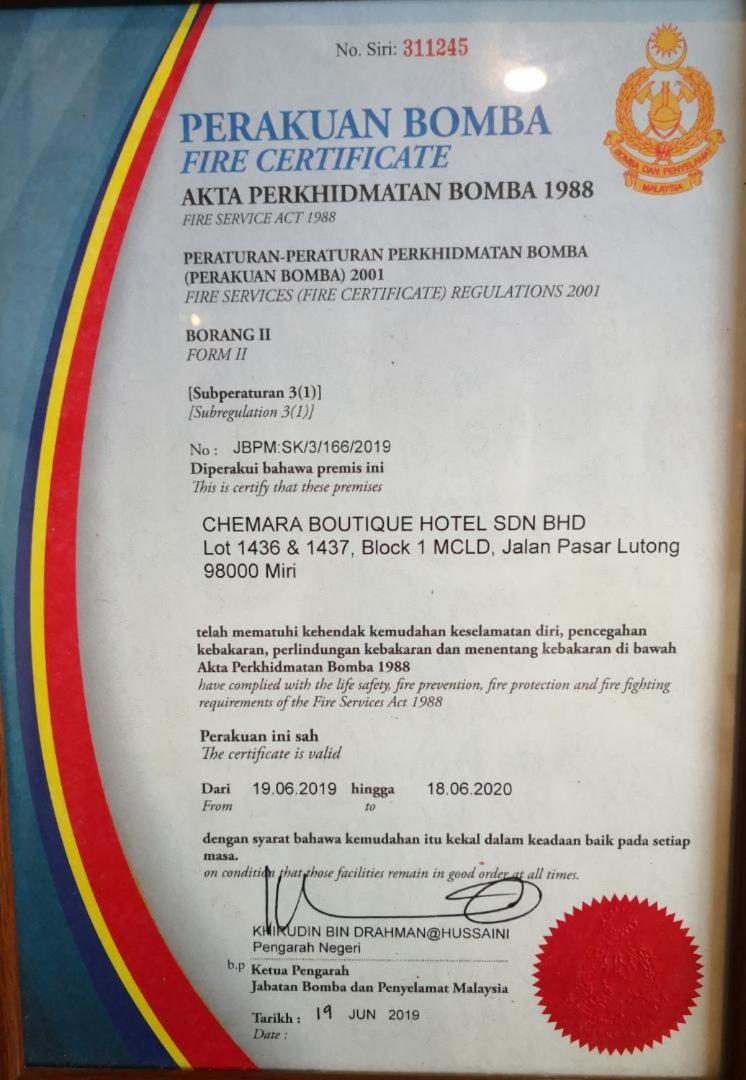 No. Siri: 311245
BOMBA DAN PENYELAMAT
MALAYSIA
PERAKUAN BOMBA
FIRE CERTIFICATE
AKTA PERKHIDMATAN BOMBA 1988
FIRE SERVICE ACT 1988
PERATURAN-PERATURAN PERKHIDMATAN BOMBA
(PERAKUAN BOMBA) 2001
FIRE SERVICES (FIRE CERTIFICATE) REGULATIONS 2001
BORANG II
FORM II
[Subperaturan 3(1)]
[Subregulation 3(1)]
No : JBPM:SK/3/166/2019
Diperakui bahawa premis ini
This is certify that these premises
CHEMARA BOUTIQUE HOTEL SDN BHD
Lot 1436 & 1437, Block 1 MCLD, Jalan Pasar Lutong
98000 Miri
telah mematuhi kehendak kemudahan keselamatan diri, pencegahan
kebakaran, perlindungan kebakaran dan menentang kebakaran di bawah
Akta Perkhidmatan Bomba 1988
have complied with the life safety, fire prevention, fire protection and fire fighting
requirements of the Fire Services Act 1988
Perakuan ini sah
The certificate is valid
Dari 19.06.2019 hingga 18.06.2020
From to
dengan syarat bahawa kemudahan itu kekal dalam keadaan baik pada setiap
masa.
on condition that those facilities remain in good order at all times.
KHIRUDIN BIN DRAHMAN@HUSSAINI
Pengarah Negeri
b.p Ketua Pengarah
Jabatan Bomba dan Penyelamat Malaysia
Tarikh : 19 JUN 2019
Date :